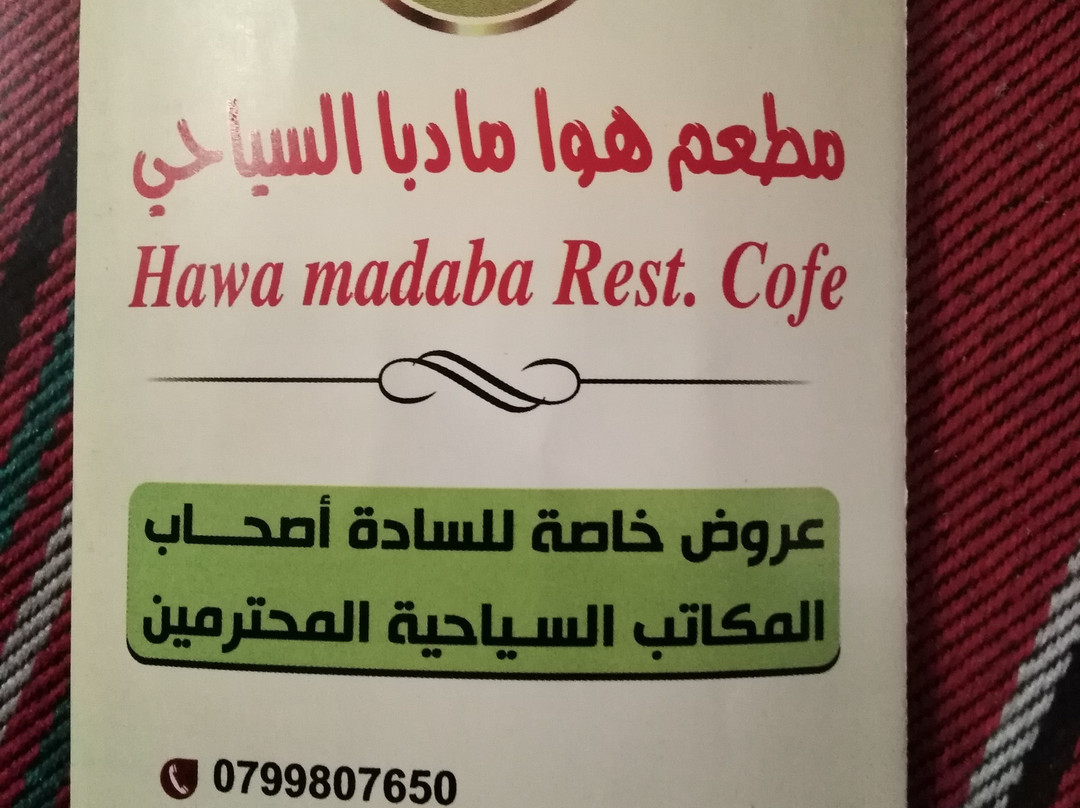 مطعم هوا مادبا السياحي
Hawa madaba Rest. Cofe
عروض خاصة للسادة أصحاب
المكاتب السياحية المحترمين
0799807650